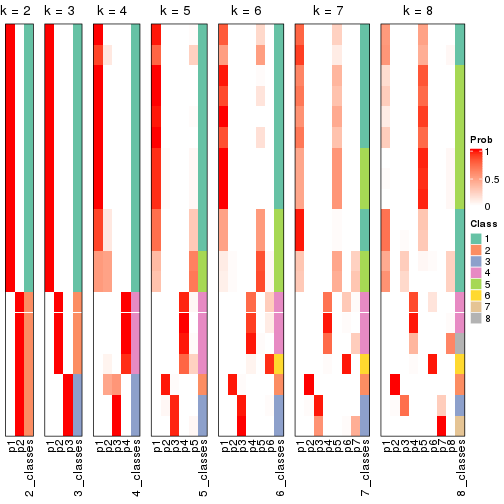 k = 2
k = 3
k = 4
k = 5
k = 6
k = 7
k = 8
Prob
1
0.5
0
Class
1
2
3
4
5
6
7
8
p1
p2
2_classes
p1
p2
p3
3_classes
p1
p2
p3
p4
4_classes
p1
p2
p3
p4
p5
5_classes
p1
p2
p3
p4
p5
p6
6_classes
p1
p2
p3
p4
p5
p6
p7
7_classes
p1
p2
p3
p4
p5
p6
p7
p8
8_classes